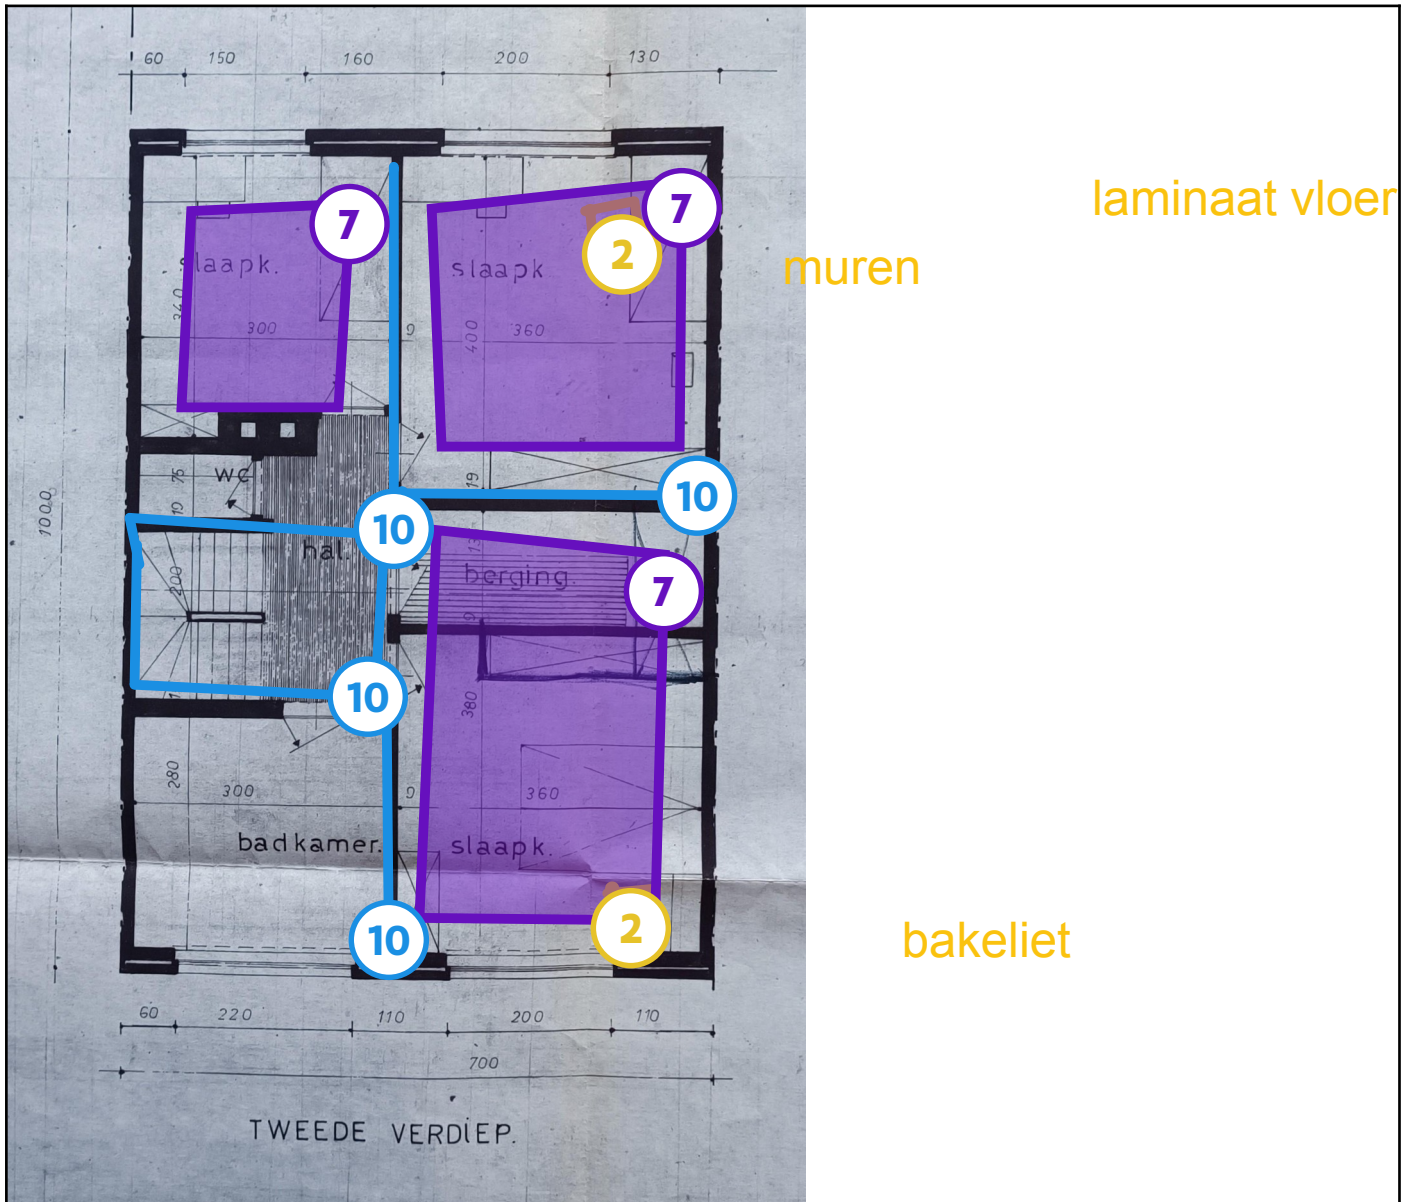 60 150 160 200 130
laminaat vloer
7 7
2
slaapk. slaapk muren
340 300 9 400 360
wc
75 19 10
10
1000
10 hal.
berging.
7
200
10
380
280 300 9 360
badkamer. slaapk.
2
10 bakeliet
60 220 110 200 110
700
TWEEDE VERDIEP.